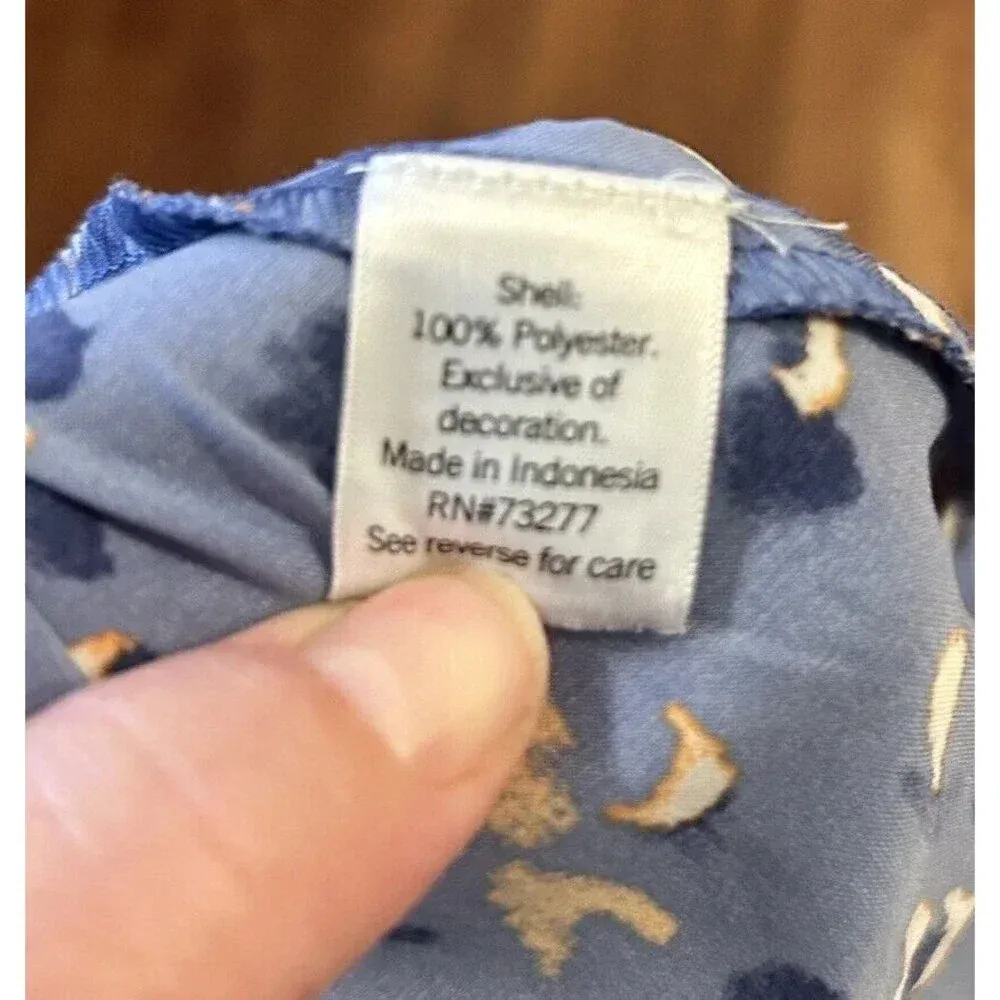 Shell:
100% Polyester.
Exclusive of
decoration.
Made in Indonesia
RN#73277
See reverse for care